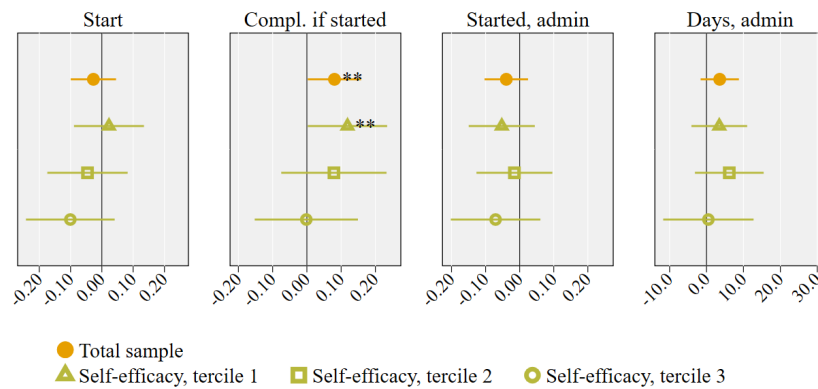 Start
Compl. if started
Started, admin
Days, admin
**
**
-0.20 -0.10 0.00 0.10 0.20
-0.20 -0.10 0.00 0.10 0.20
-0.20 -0.10 0.00 0.10 0.20
-10.0 0.0 10.0 20.0 30.0
Total sample
Self-efficacy, tercile 1 Self-efficacy, tercile 2 Self-efficacy, tercile 3